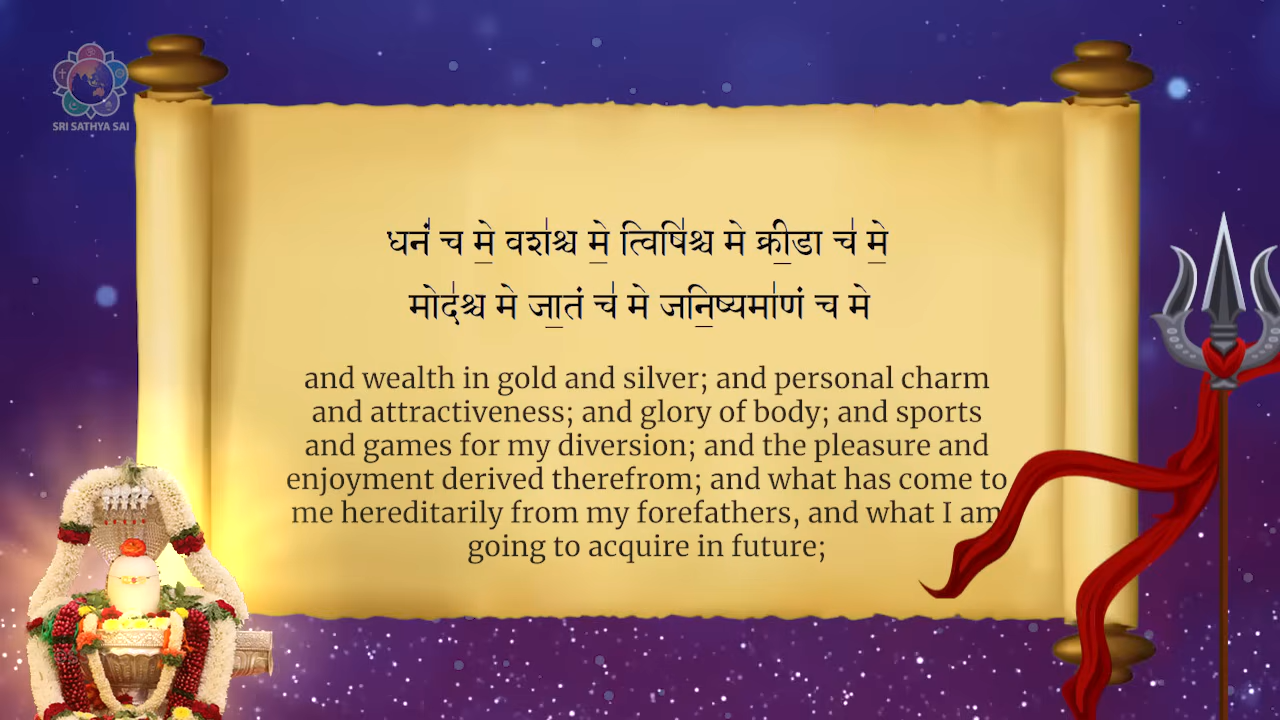 SRI SATHYA SAI
धनं॑ च मे॒ वश॑श्च मे॒ त्विषि॑श्च मे क्री॒डा च॑ मे॒
मोद॑श्च मे जा॒तं च॑ मे जनि॒ष्यमा॑णं च मे
and wealth in gold and silver; and personal charm
and attractiveness; and glory of body; and sports
and games for my diversion; and the pleasure and
enjoyment derived therefrom; and what has come to
me hereditarily from my forefathers, and what I am
going to acquire in future;